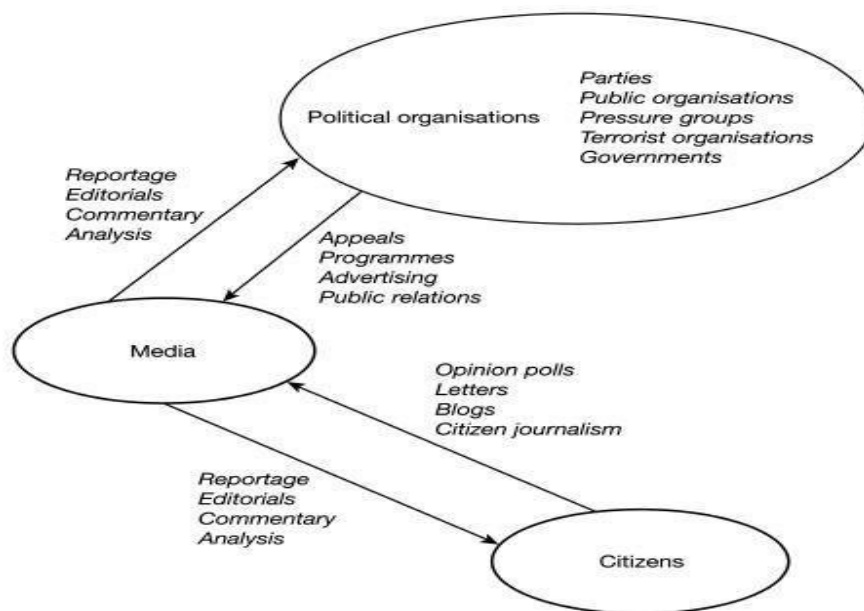 Political organisations
Parties
Public organisations
Pressure groups
Terrorist organisations
Governments
Reportage
Editorials
Commentary
Analysis
Appeals
Programmes
Advertising
Public relations
Media
Opinion polls
Letters
Blogs
Citizen journalism
Reportage
Editorials
Commentary
Analysis
Citizens